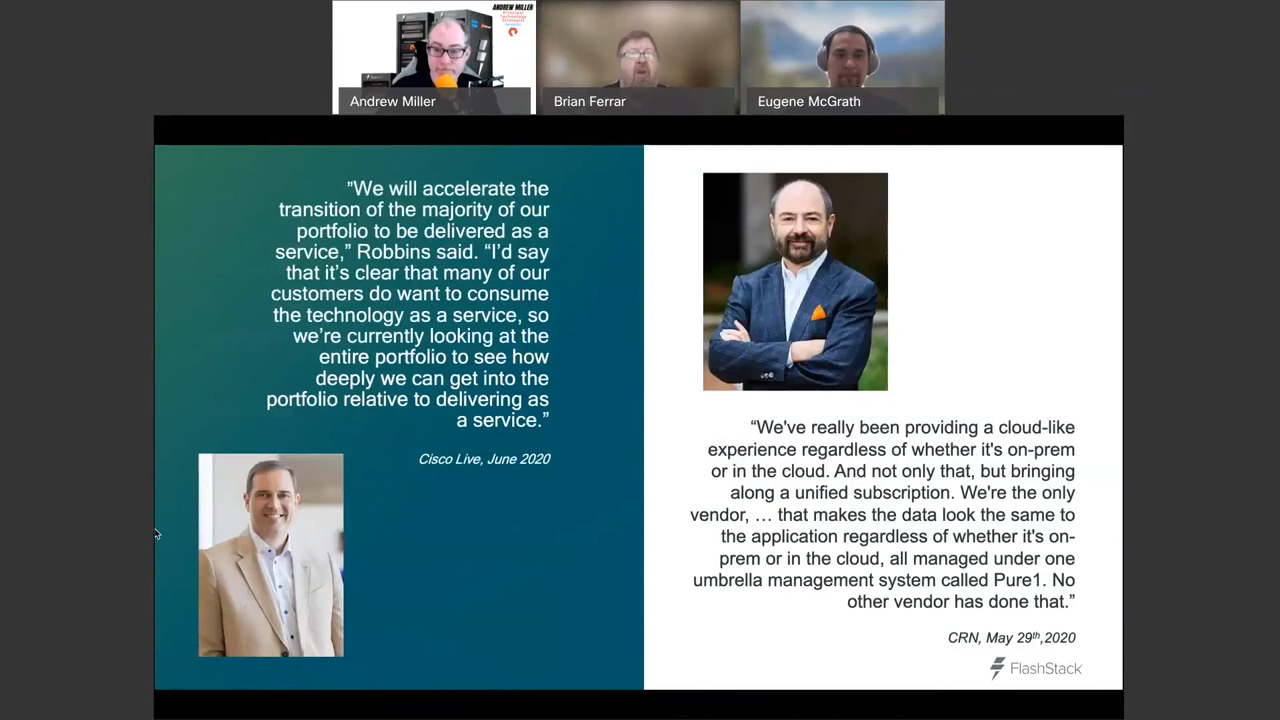 ANDREW MILLER
Principal
Technology
Strategist
Andrew Miller
Brian Ferrar
Eugene McGrath
”We will accelerate the
transition of the majority of our
portfolio to be delivered as a
service,” Robbins said. “I’d say
that it’s clear that many of our
customers do want to consume
the technology as a service, so
we’re currently looking at the
entire portfolio to see how
deeply we can get into the
portfolio relative to delivering as
a service.”
Cisco Live, June 2020
“We've really been providing a cloud-like
experience regardless of whether it's on-prem
or in the cloud. And not only that, but bringing
along a unified subscription. We're the only
vendor, … that makes the data look the same to
the application regardless of whether it's on-
prem or in the cloud, all managed under one
umbrella management system called Pure1. No
other vendor has done that.”
CRN, May 29th,2020
FlashStack